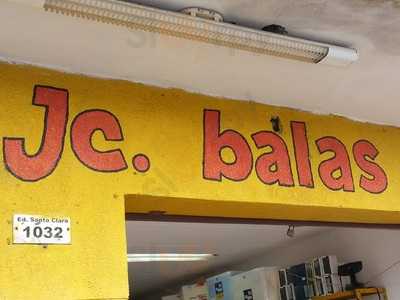 Jc. balas
Ed. Santa Clara
1032